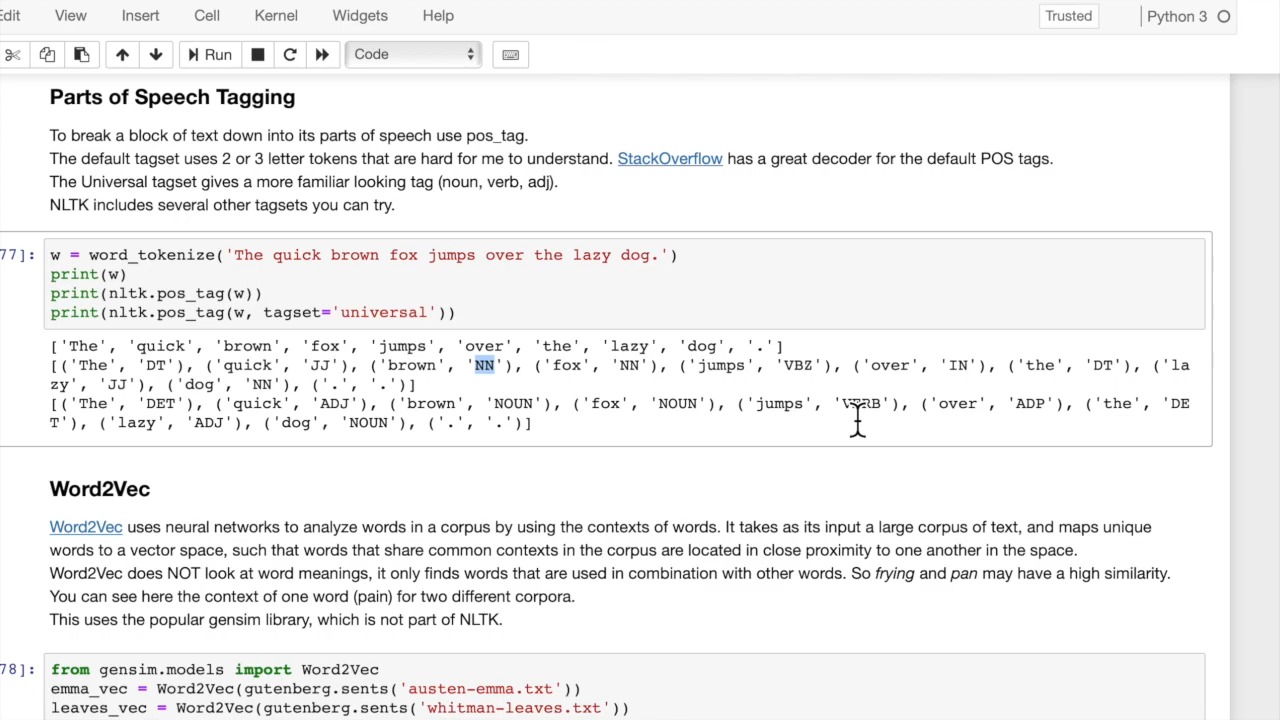 Edit View Insert Cell Kernel Widgets Help Trusted Python 3
Run Code
Parts of Speech Tagging
To break a block of text down into its parts of speech use pos_tag.
The default tagset uses 2 or 3 letter tokens that are hard for me to understand. StackOverflow has a great decoder for the default POS tags.
The Universal tagset gives a more familiar looking tag (noun, verb, adj).
NLTK includes several other tagsets you can try.
77]: w = word_tokenize('The quick brown fox jumps over the lazy dog.')
print(w)
print(nltk.pos_tag(w))
print(nltk.pos_tag(w, tagset='universal'))
['The', 'quick', 'brown', 'fox', 'jumps', 'over', 'the', 'lazy', 'dog', '.']
[('The', 'DT'), ('quick', 'JJ'), ('brown', 'NN'), ('fox', 'NN'), ('jumps', 'VBZ'), ('over', 'IN'), ('the', 'DT'), ('la
zy', 'JJ'), ('dog', 'NN'), ('.', '.')]
[('The', 'DET'), ('quick', 'ADJ'), ('brown', 'NOUN'), ('fox', 'NOUN'), ('jumps', 'VERB'), ('over', 'ADP'), ('the', 'DE
T'), ('lazy', 'ADJ'), ('dog', 'NOUN'), ('.', '.')]
Word2Vec
Word2Vec uses neural networks to analyze words in a corpus by using the contexts of words. It takes as its input a large corpus of text, and maps unique
words to a vector space, such that words that share common contexts in the corpus are located in close proximity to one another in the space.
Word2Vec does NOT look at word meanings, it only finds words that are used in combination with other words. So frying and pan may have a high similarity.
You can see here the context of one word (pain) for two different corpora.
This uses the popular gensim library, which is not part of NLTK.
78]: from gensim.models import Word2Vec
emma_vec = Word2Vec(gutenberg.sents('austen-emma.txt'))
leaves_vec = Word2Vec(gutenberg.sents('whitman-leaves.txt'))